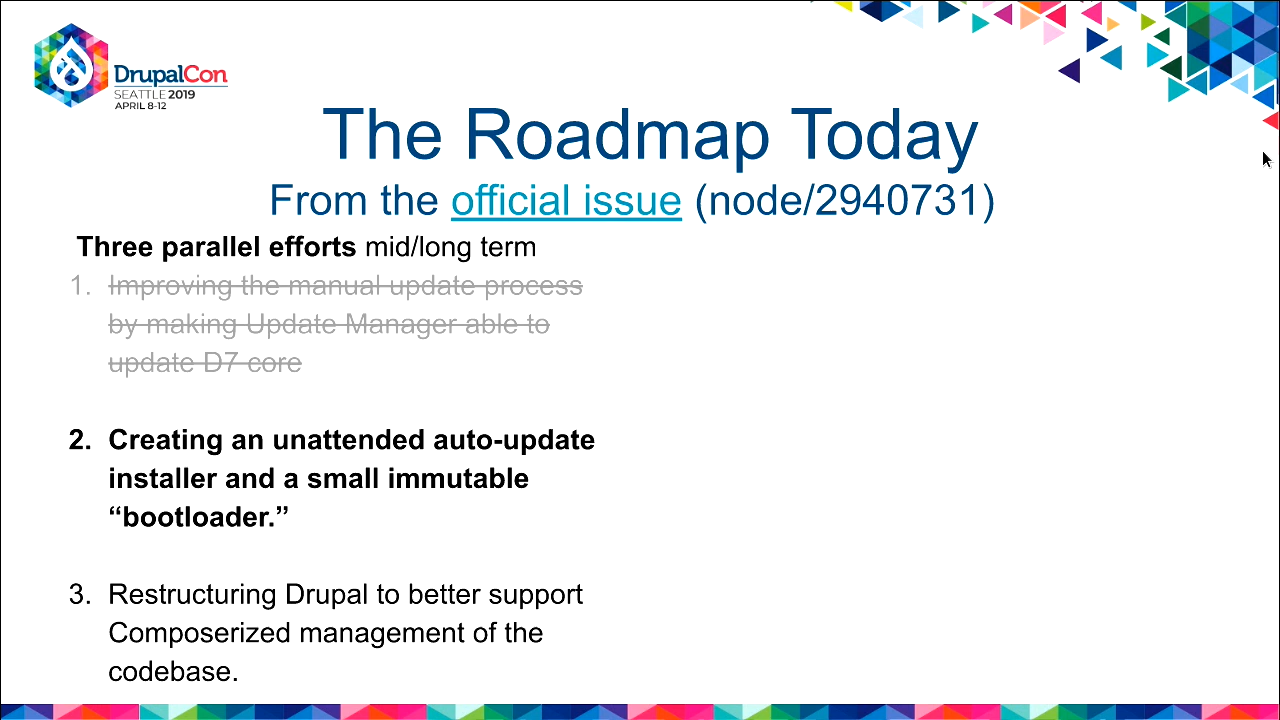 DrupalCon
SEATTLE 2019
APRIL 8-12
The Roadmap Today
From the official issue (node/2940731)
Three parallel efforts mid/long term
1. Improving the manual update process
by making Update Manager able to
update D7 core
2. Creating an unattended auto-update
installer and a small immutable
“bootloader.”
3. Restructuring Drupal to better support
Composerized management of the
codebase.